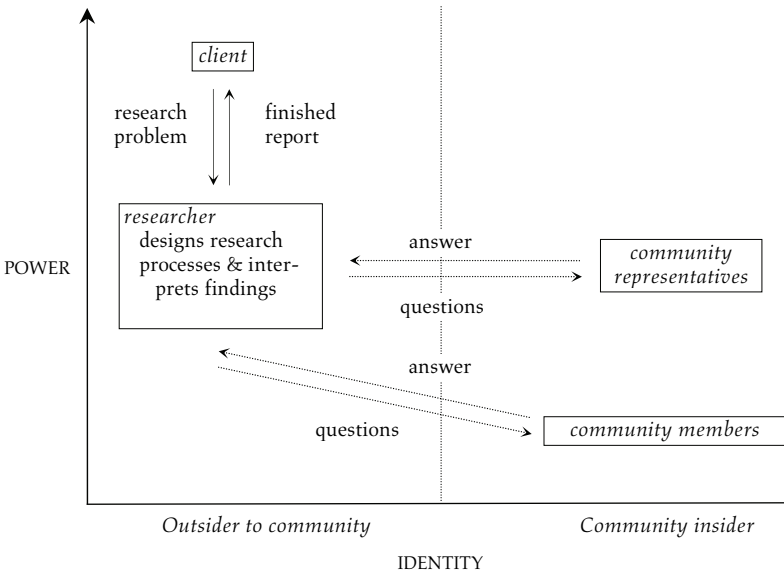 client
research
problem
finished
report
researcher
designs research
processes & inter-
prets findings
POWER
answer
questions
community
representatives
answer
questions
community members
Outsider to community
Community insider
IDENTITY